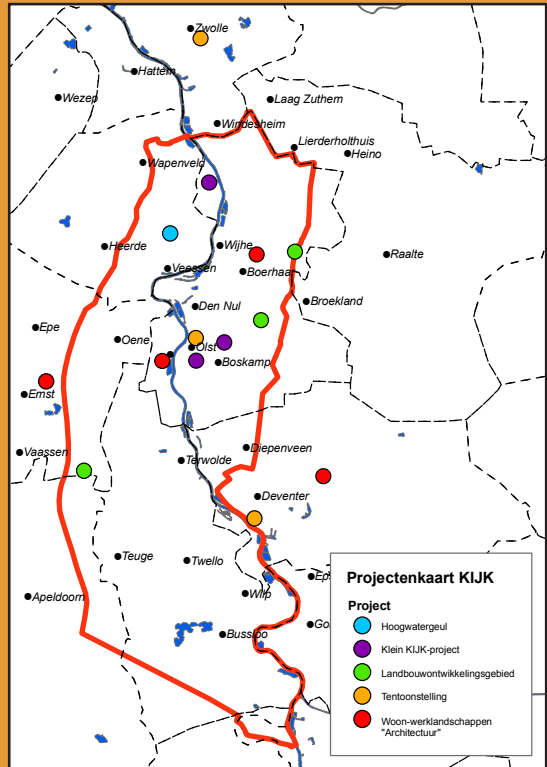 Zwolle
Hattem
Wezep
Laag Zuthem
Windesheim
Lierderholthuis
Heino
Wapenveld
Heerde
Wijhe
Raalte
Veessen
Boerhaar
Den Nul
Broekland
Epe
Oene
Olst
Boskamp
Emst
Diepenveen
Vaassen
Terwolde
Deventer
Teuge
Twello
Ep
Apeldoorn
Wilp
Go
Bussloo
Projectenkaart KIJK
Project
Hoogwatergeul
Klein KIJK-project
Landbouwontwikkelingsgebied
Tentoonstelling
Woon-werklandschappen
"Architectuur"